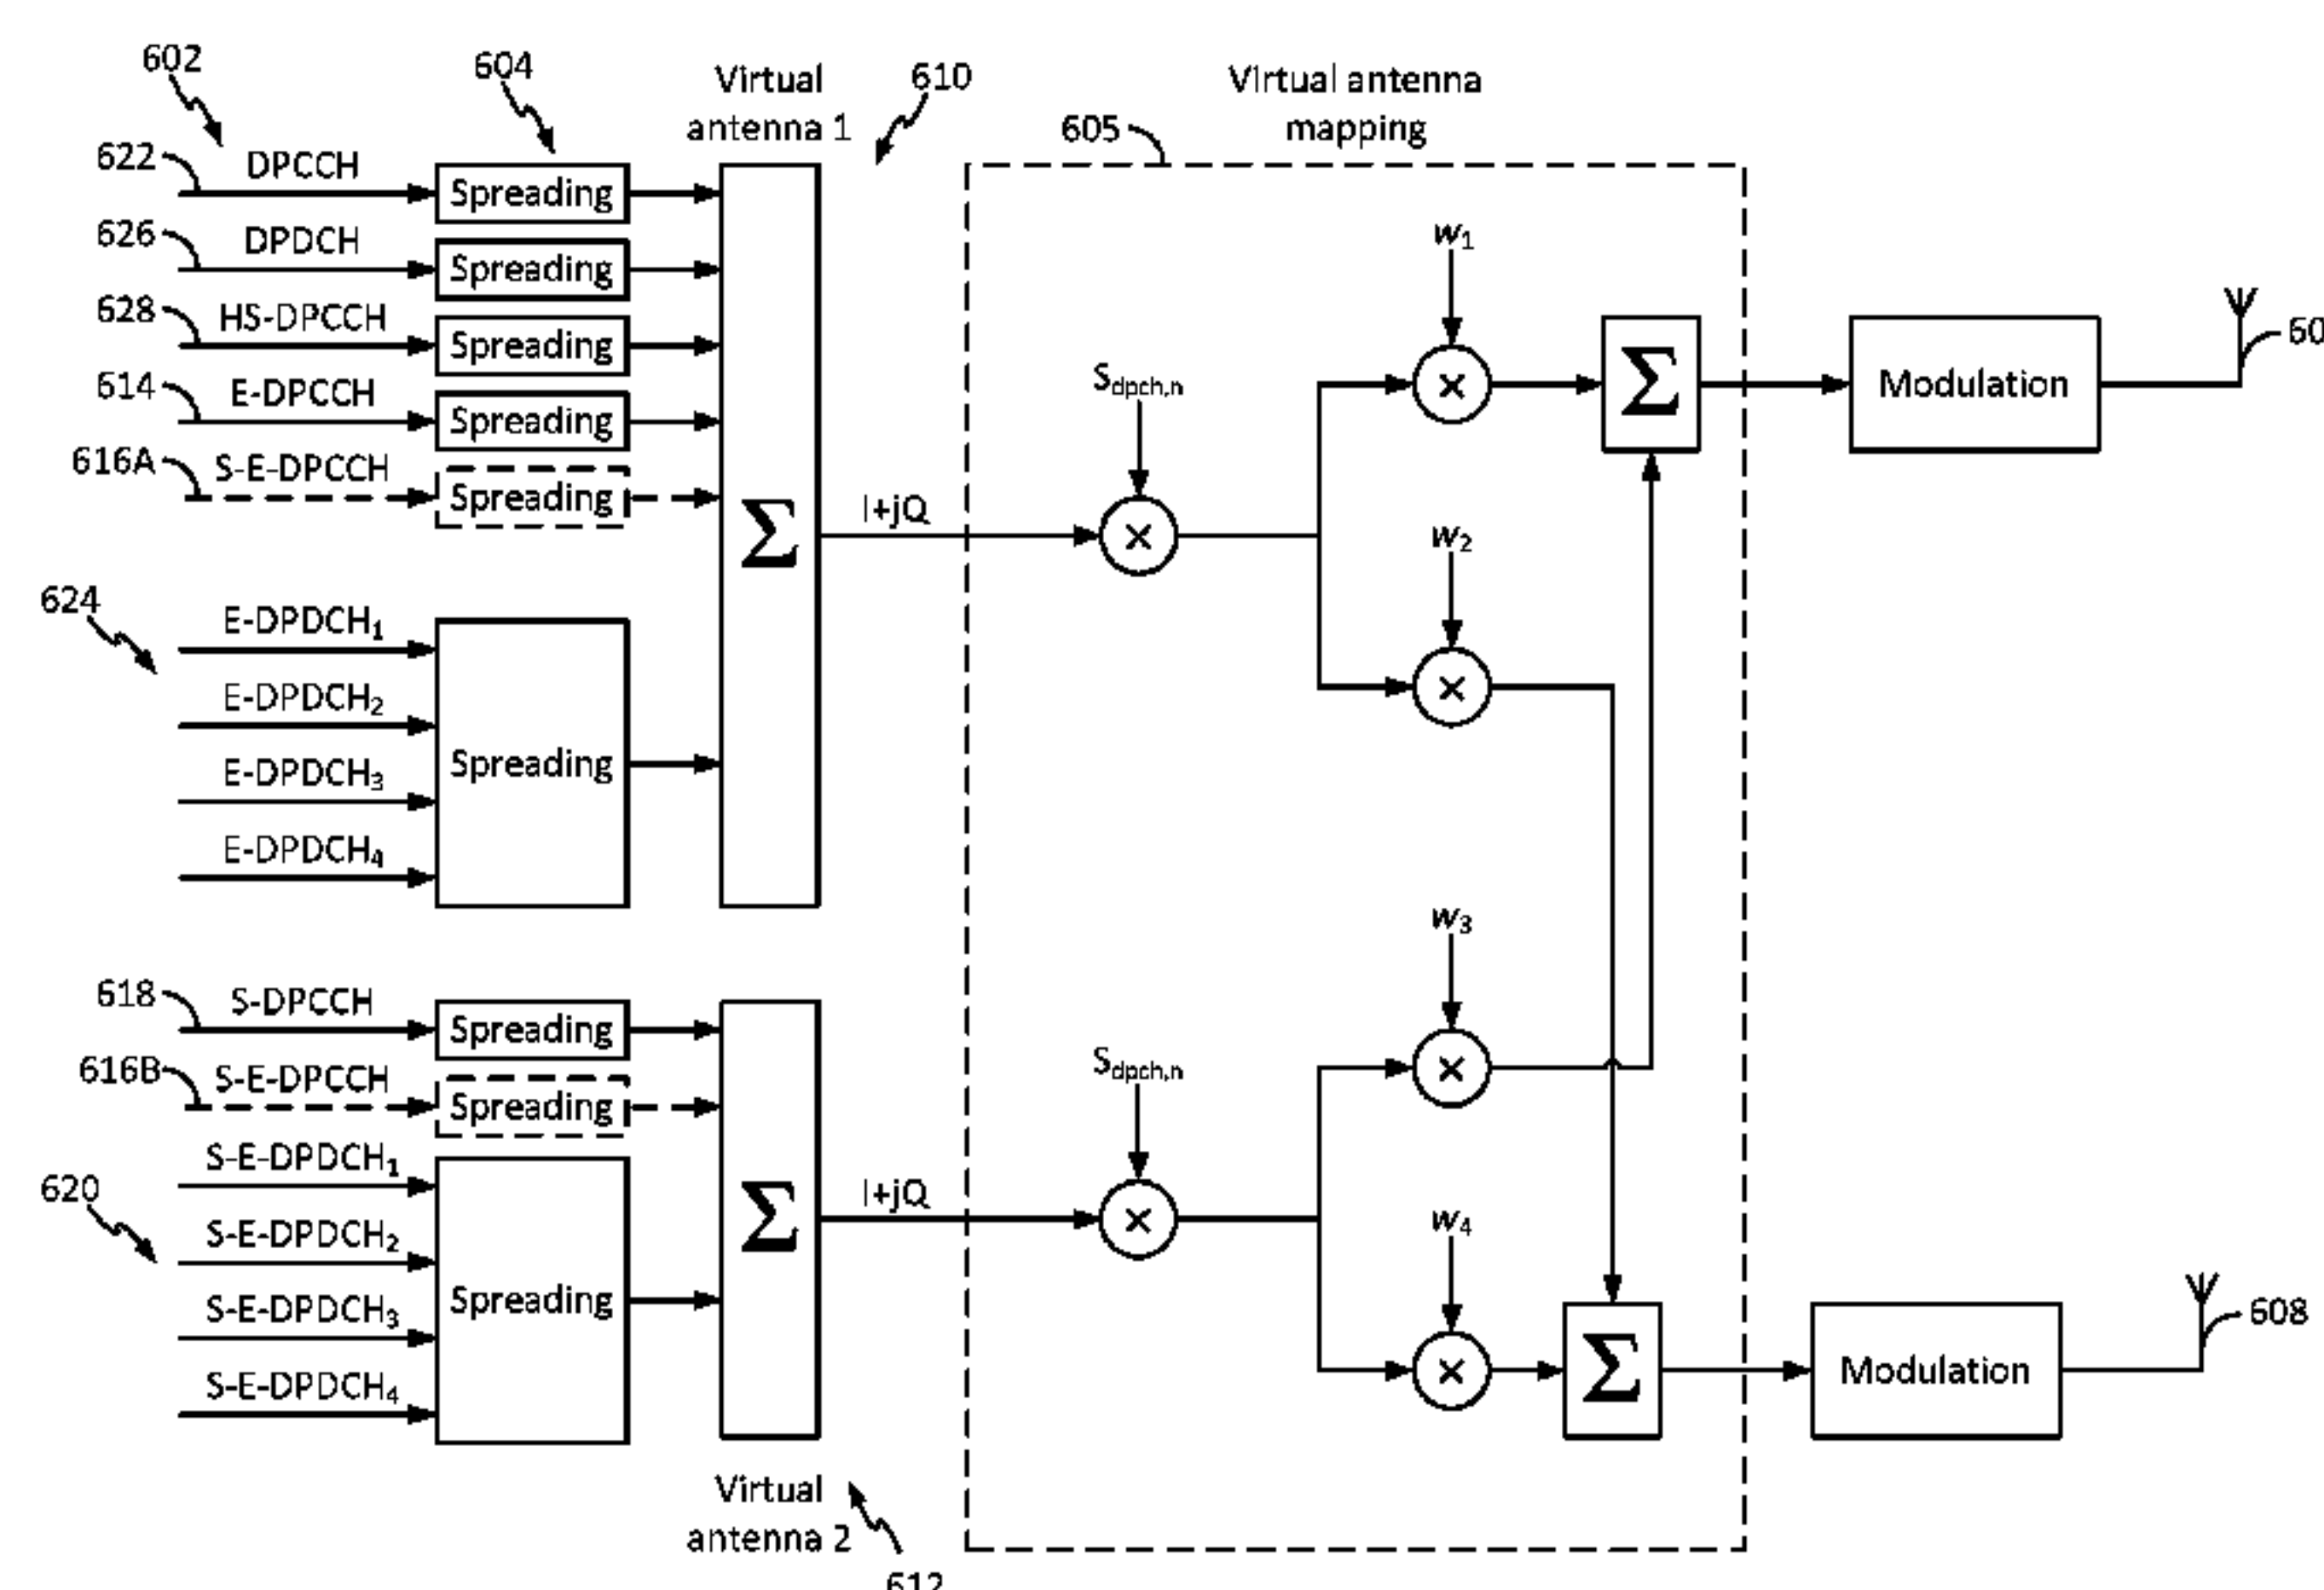 602
604
Virtual
antenna 1
610
Virtual antenna
mapping
605
622
DPCCH
Spreading
626
DPDCH
Spreading
628
HS-DPCCH
Spreading
614
E-DPCCH
Spreading
616A
S-E-DPCCH
Spreading
624
E-DPDCH₁
E-DPDCH₂
E-DPDCH₃
E-DPDCH₄
Spreading
Σ
I+jQ
S_dpch,n
×
w₁
×
w₂
×
Σ
Modulation
60
618
S-DPCCH
Spreading
616B
S-E-DPCCH
Spreading
620
S-E-DPDCH₁
S-E-DPDCH₂
S-E-DPDCH₃
S-E-DPDCH₄
Spreading
Σ
I+jQ
S_dpch,n
×
w₃
×
w₄
×
Σ
Modulation
608
Virtual
antenna 2
612